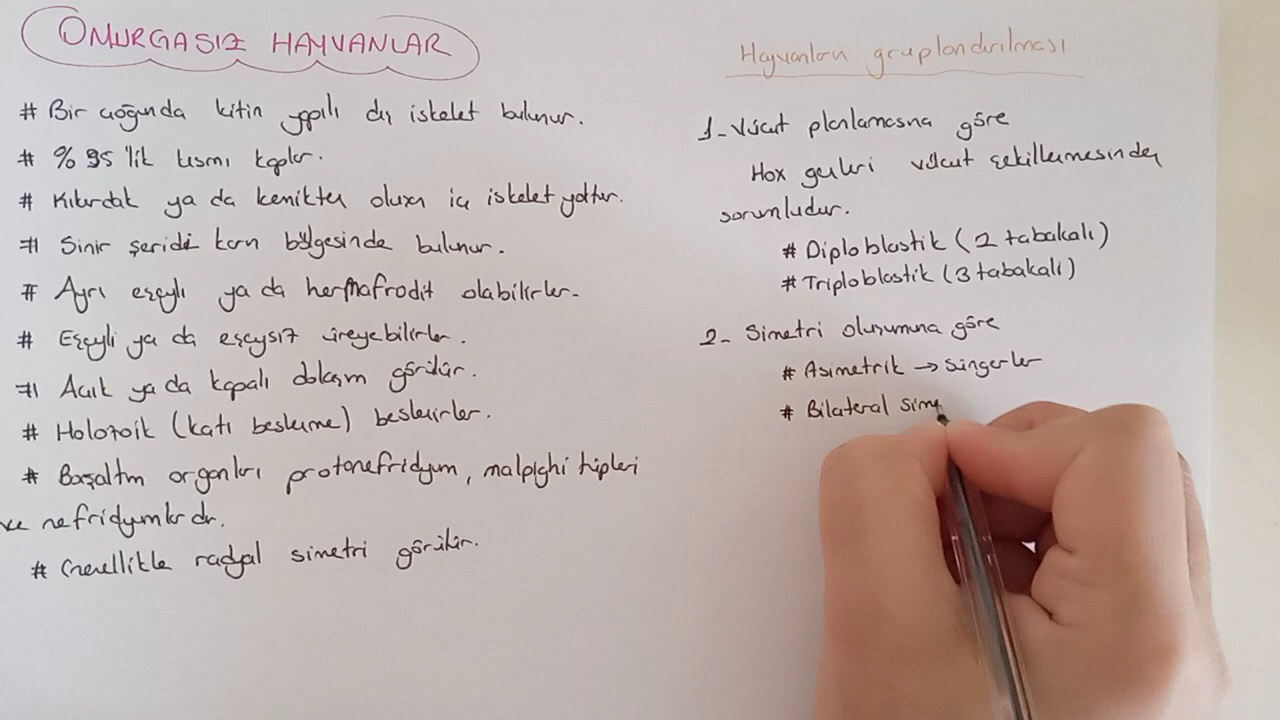 OMURGASIZ HAYVANLAR
# Bir çoğunda kitin yapılı dış iskelet bulunur.
# % 95 'lik kısmı kaplar.
# Kıkırdak ya da kemikten oluşan iç iskelet yoktur.
# Sinir şeridi karın bölgesinde bulunur.
# Ayrı eşeyli ya da hermafrodit olabilirler.
# Eşeyli ya da eşeysiz üreyebilirler.
# Açık ya da kapalı dolaşım görülür.
# Holozoik (katı beslenme) beslenirler.
# Boşaltım organları protonefridyum, malpighi tüpleri
ve nefridyumlardır.
# Genellikle radyal simetri görülür.
Hayvanların gruplandırılması
1- Vücut planlamasına göre
Hox genleri vücut şekillenmesinden
sorumludur.
# Diploblastik (2 tabakalı)
# Triploblastik (3 tabakalı)
2- Simetri oluşumuna göre
# Asimetrik → Süngerler
# Bilateral sim